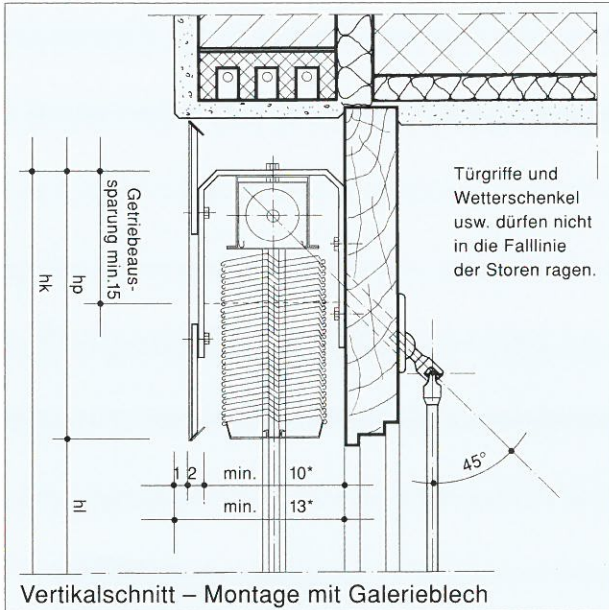 Türgriffe und
Wetterschenkel
usw. dürfen nicht
in die Falllinie
der Storen ragen.
Getriebeaus-
sparung min.15
hk
hp
hl
1 2 min. 10*
min. 13*
45°
Vertikalschnitt – Montage mit Galerieblech